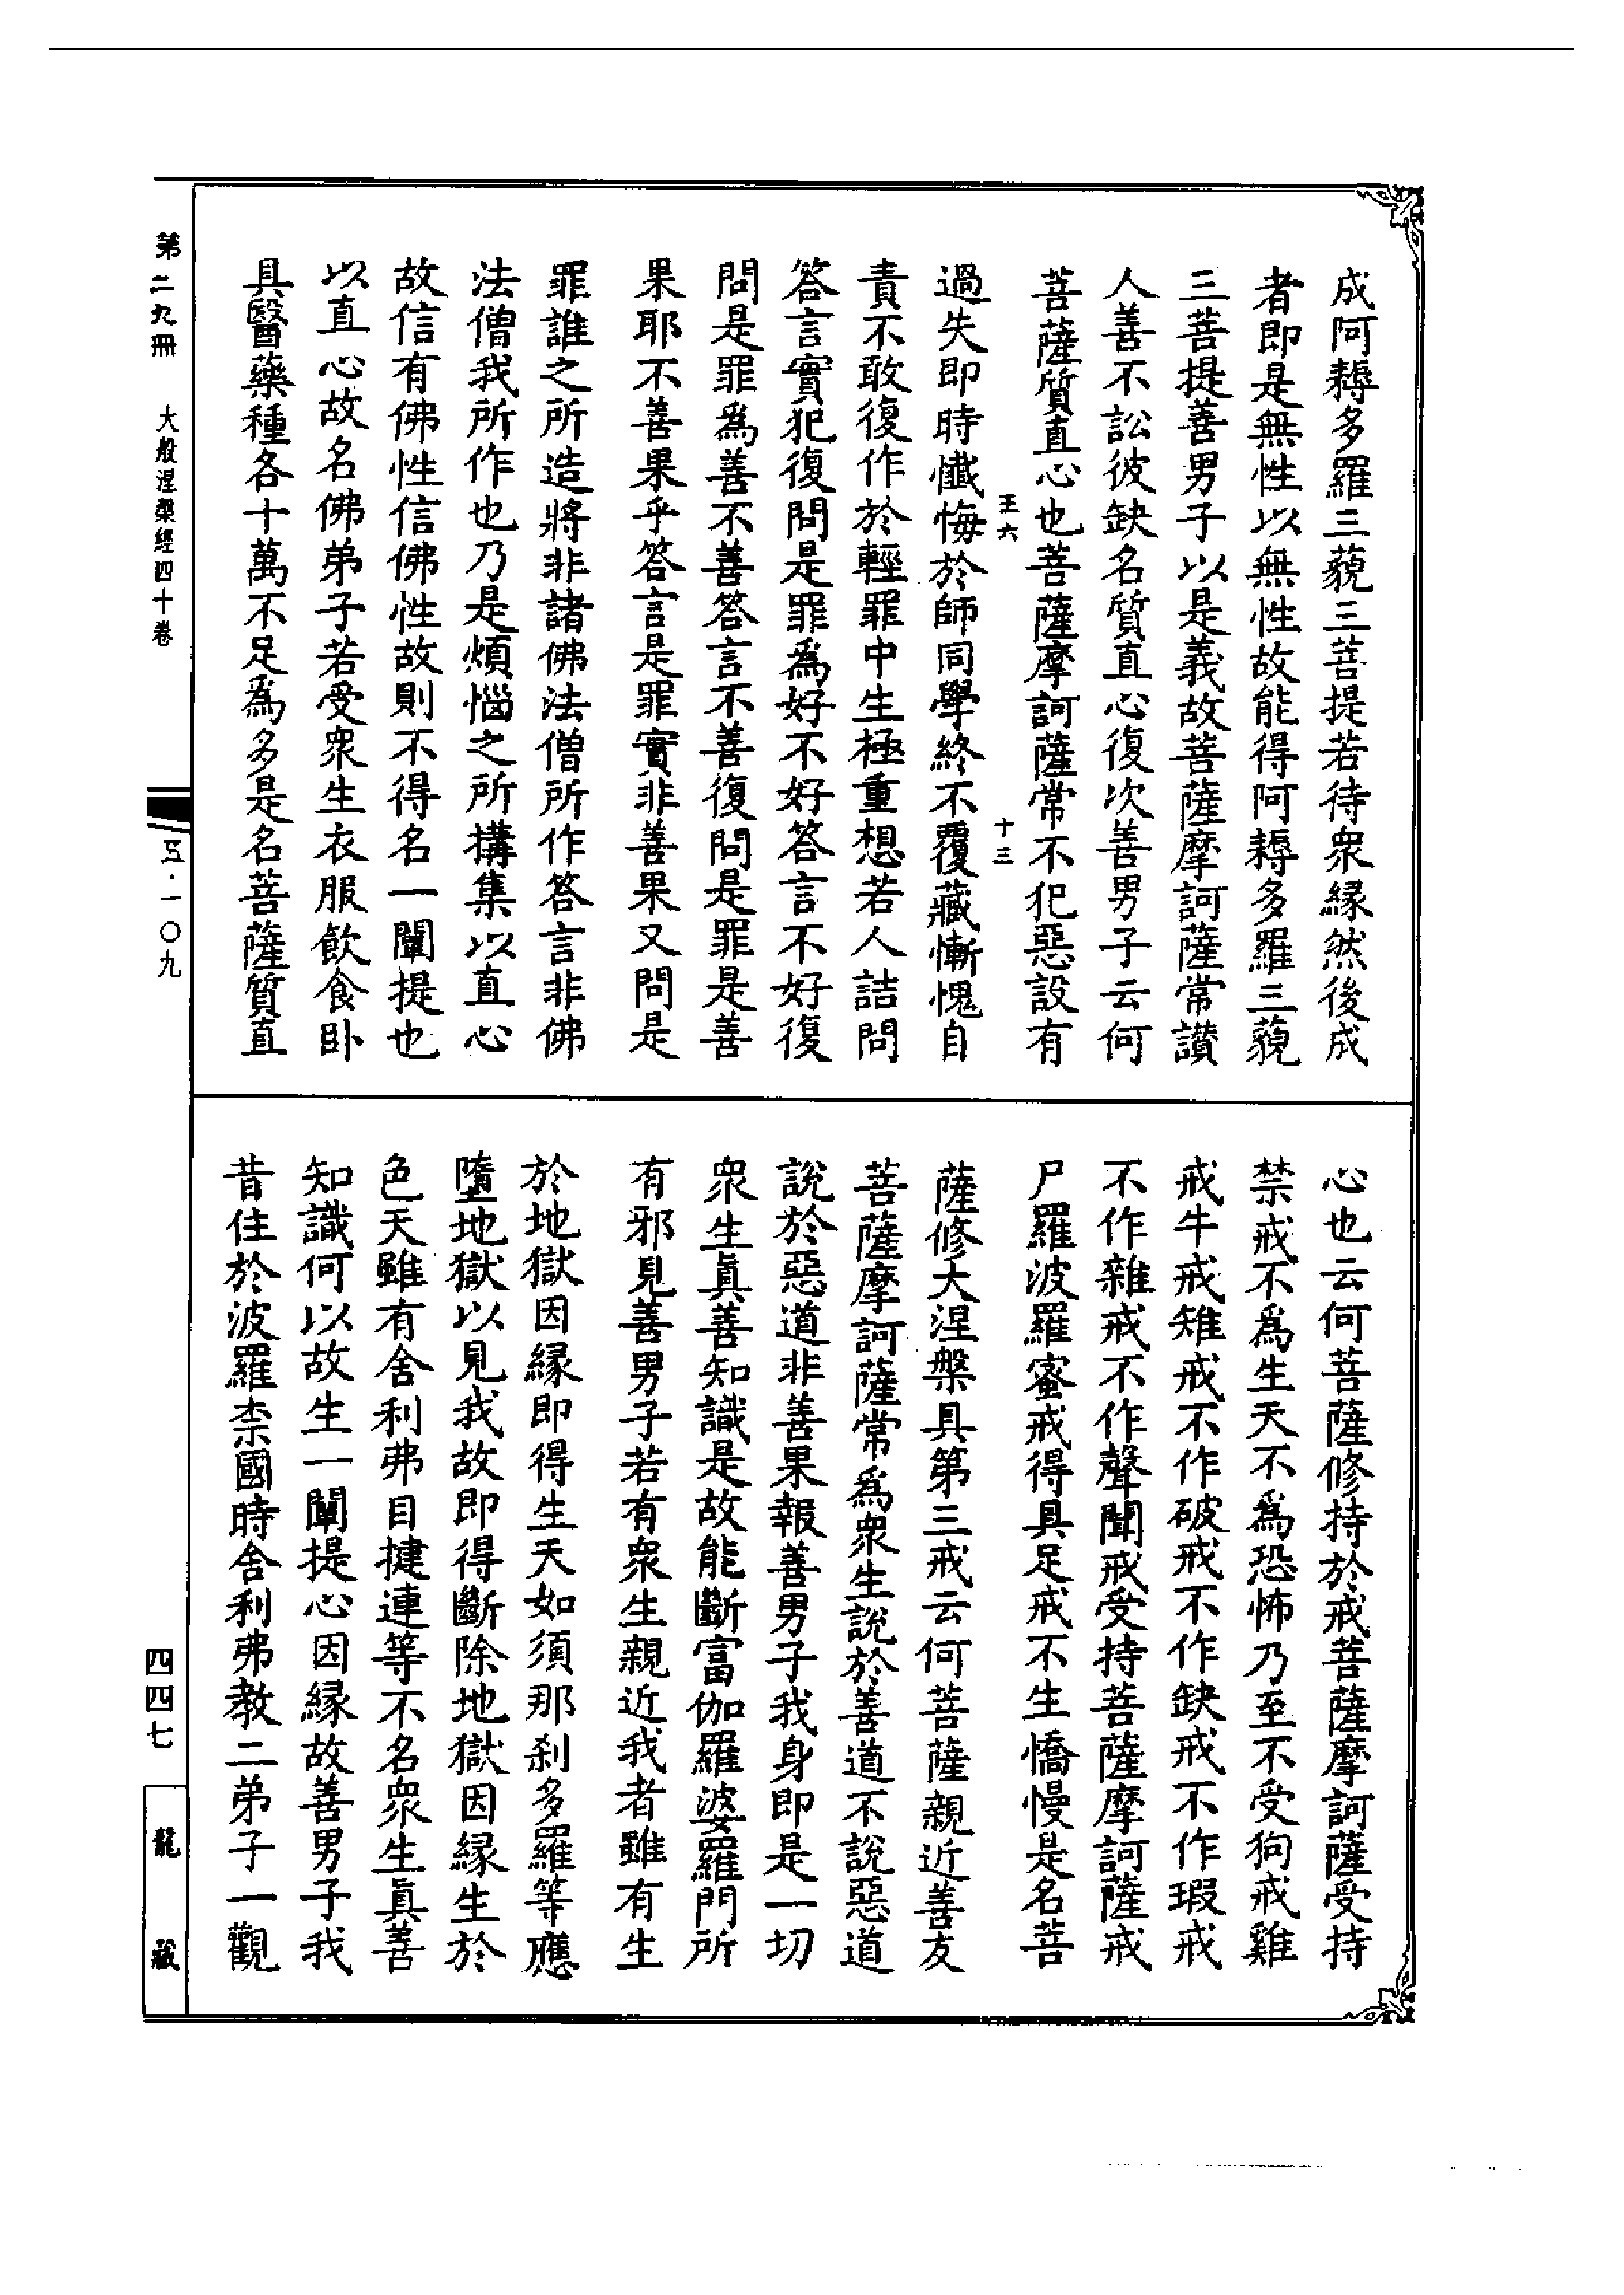 成阿耨多羅三藐三菩提若待衆緣然後成
者即是無性以無性故能得阿耨多羅三藐
三菩提善男子以是義故菩薩摩訶薩常讚
人善不訟彼缺名質直心復次善男子云何
菩薩質直心也菩薩摩訶薩常不犯惡設有
王六
十三
過失即時懺悔於師同學終不覆藏慚愧自
責不敢復作於輕罪中生極重想若人詰問
答言實犯復問是罪爲好不好答言不好復
問是罪爲善不善答言不善復問是罪是善
果耶不善果乎答言是罪實非善果又問是
罪誰之所造將非諸佛法僧所作答言非佛
法僧我所作也乃是煩惱之所搆集以直心
故信有佛性信佛性故則不得名一闡提也
以直心故名佛弟子若受衆生衣服飲食卧
具醫藥種各十萬不足爲多是名菩薩質直
心也云何菩薩修持於戒菩薩摩訶薩受持
禁戒不爲生天不爲恐怖乃至不受狗戒雞
戒牛戒雉戒不作破戒不作缺戒不作瑕戒
不作雜戒不作聲聞戒受持菩薩摩訶薩戒
尸羅波羅蜜戒得具足戒不生憍慢是名菩
薩修大涅槃具第三戒云何菩薩親近善友
菩薩摩訶薩常爲衆生說於善道不說惡道
說於惡道非善果報善男子我身即是一切
衆生眞善知識是故能斷富伽羅婆羅門所
有邪見善男子若有衆生親近我者雖有生
於地獄因緣即得生天如須那刹多羅等應
墮地獄以見我故即得斷除地獄因緣生於
色天雖有舍利弗目揵連等不名衆生眞善
知識何以故生一闡提心因緣故善男子我
昔住於波羅柰國時舍利弗教二弟子一觀
第二九冊
大般涅槃經四十卷
五·一〇九
四四七
龍藏